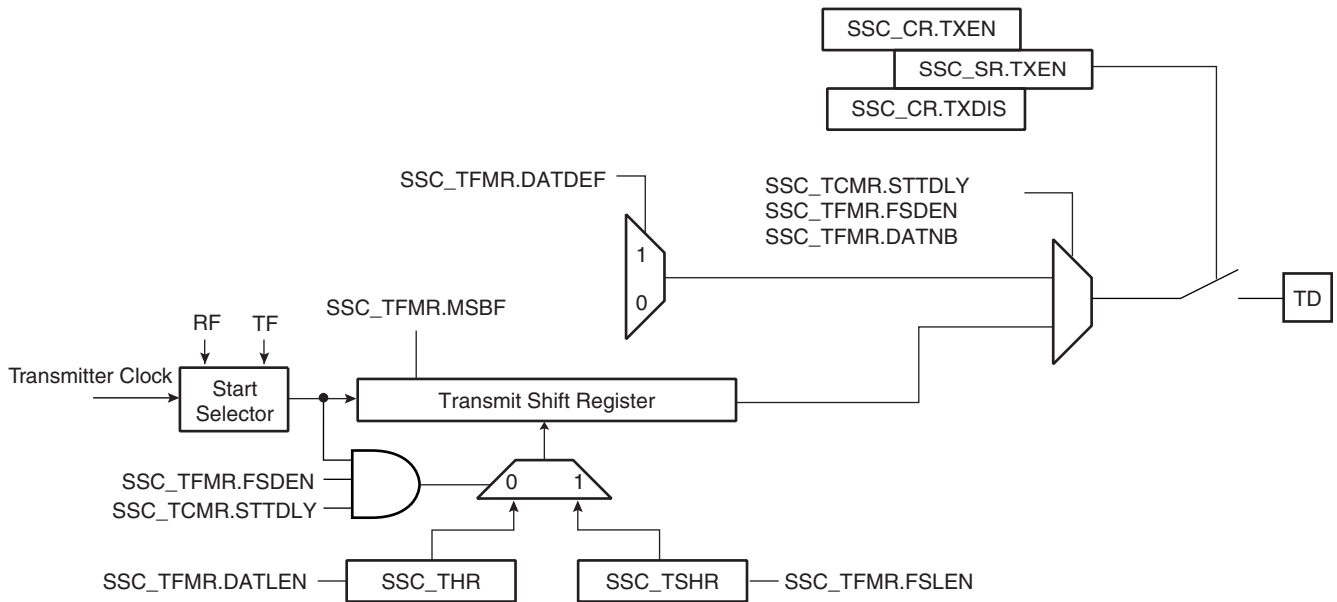 SSC_CR.TXEN
SSC_SR.TXEN
SSC_CR.TXDIS
SSC_TFMR.DATDEF
SSC_TCMR.STTDLY
SSC_TFMR.FSDEN
SSC_TFMR.DATNB
1
0
TD
SSC_TFMR.MSBF
RF
TF
Transmitter Clock
Start
Selector
Transmit Shift Register
SSC_TFMR.FSDEN
SSC_TCMR.STTDLY
0
1
SSC_TFMR.DATLEN
SSC_THR
SSC_TSHR
SSC_TFMR.FSLEN